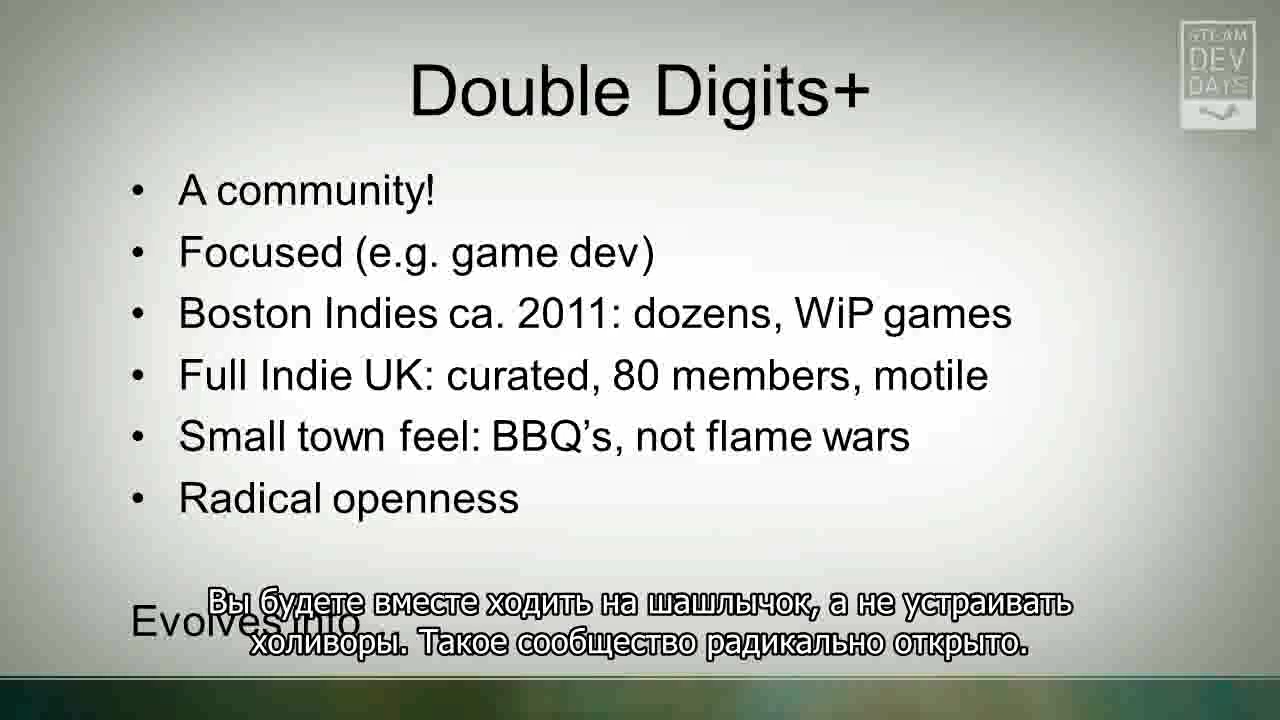 STEAM
DEV
DAYS
Double Digits+
• A community!
• Focused (e.g. game dev)
• Boston Indies ca. 2011: dozens, WiP games
• Full Indie UK: curated, 80 members, motile
• Small town feel: BBQ’s, not flame wars
• Radical openness
Evolves into
Вы будете вместе ходить на шашлычок, а не устраивать
холиворы. Такое сообщество радикально открыто.